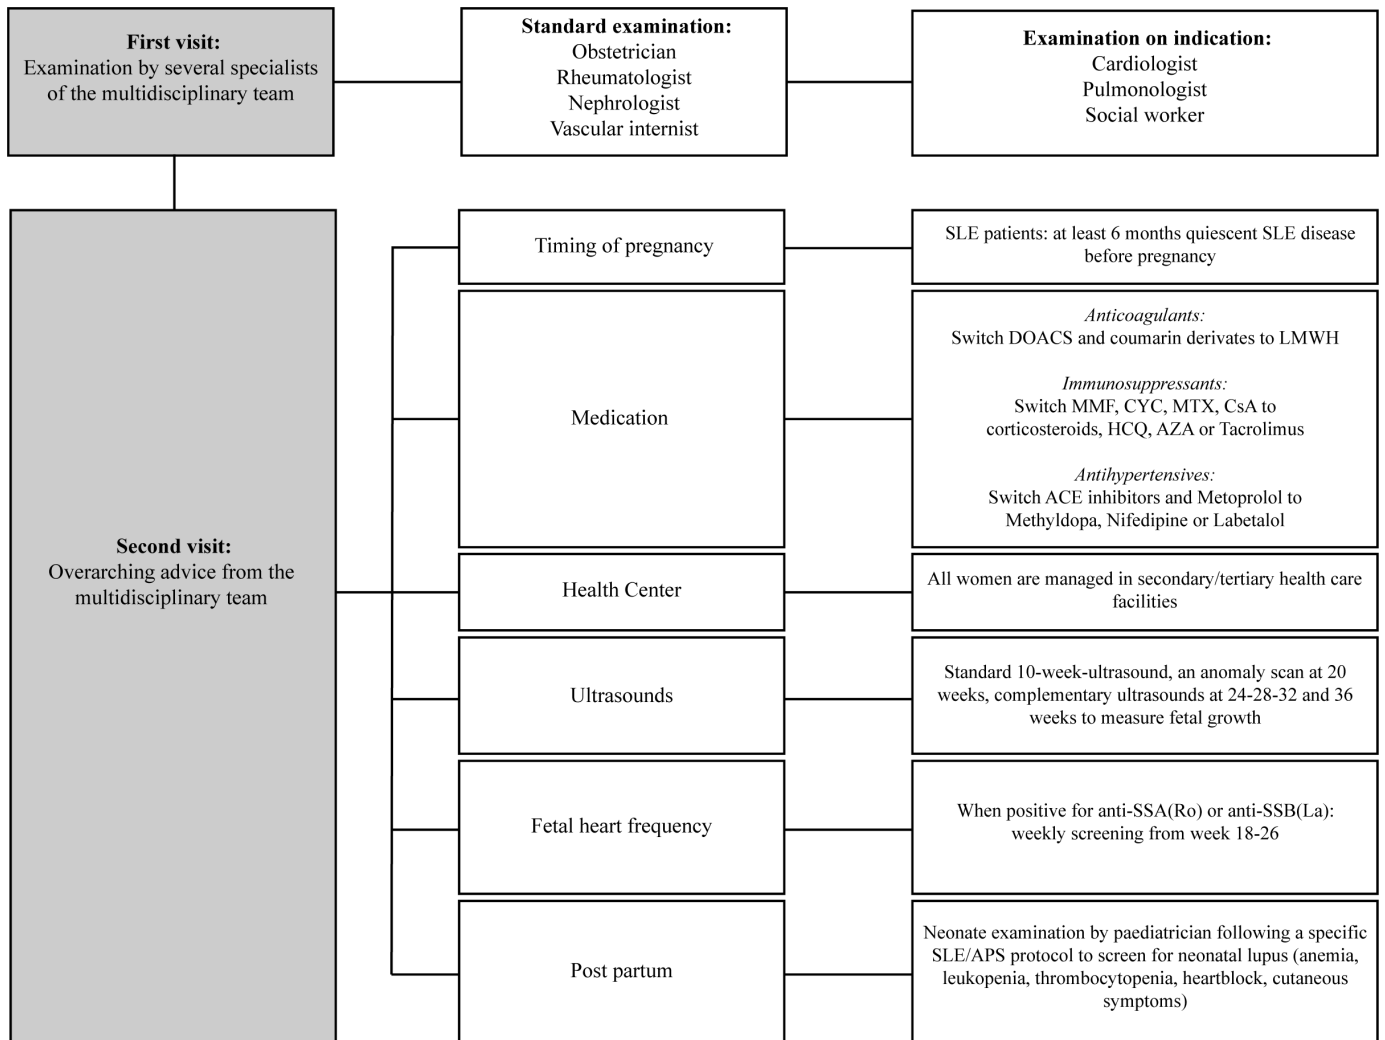 First visit:
Examination by several specialists
of the multidisciplinary team
Standard examination:
Obstetrician
Rheumatologist
Nephrologist
Vascular internist
Examination on indication:
Cardiologist
Pulmonologist
Social worker
Second visit:
Overarching advice from the
multidisciplinary team
Timing of pregnancy
SLE patients: at least 6 months quiescent SLE disease
before pregnancy
Medication
Anticoagulants:
Switch DOACS and coumarin derivates to LMWH
Immunosuppressants:
Switch MMF, CYC, MTX, CsA to
corticosteroids, HCQ, AZA or Tacrolimus
Antihypertensives:
Switch ACE inhibitors and Metoprolol to
Methyldopa, Nifedipine or Labetalol
Health Center
All women are managed in secondary/tertiary health care
facilities
Ultrasounds
Standard 10-week-ultrasound, an anomaly scan at 20
weeks, complementary ultrasounds at 24-28-32 and 36
weeks to measure fetal growth
Fetal heart frequency
When positive for anti-SSA(Ro) or anti-SSB(La):
weekly screening from week 18-26
Post partum
Neonate examination by paediatrician following a specific
SLE/APS protocol to screen for neonatal lupus (anemia,
leukopenia, thrombocytopenia, heartblock, cutaneous
symptoms)